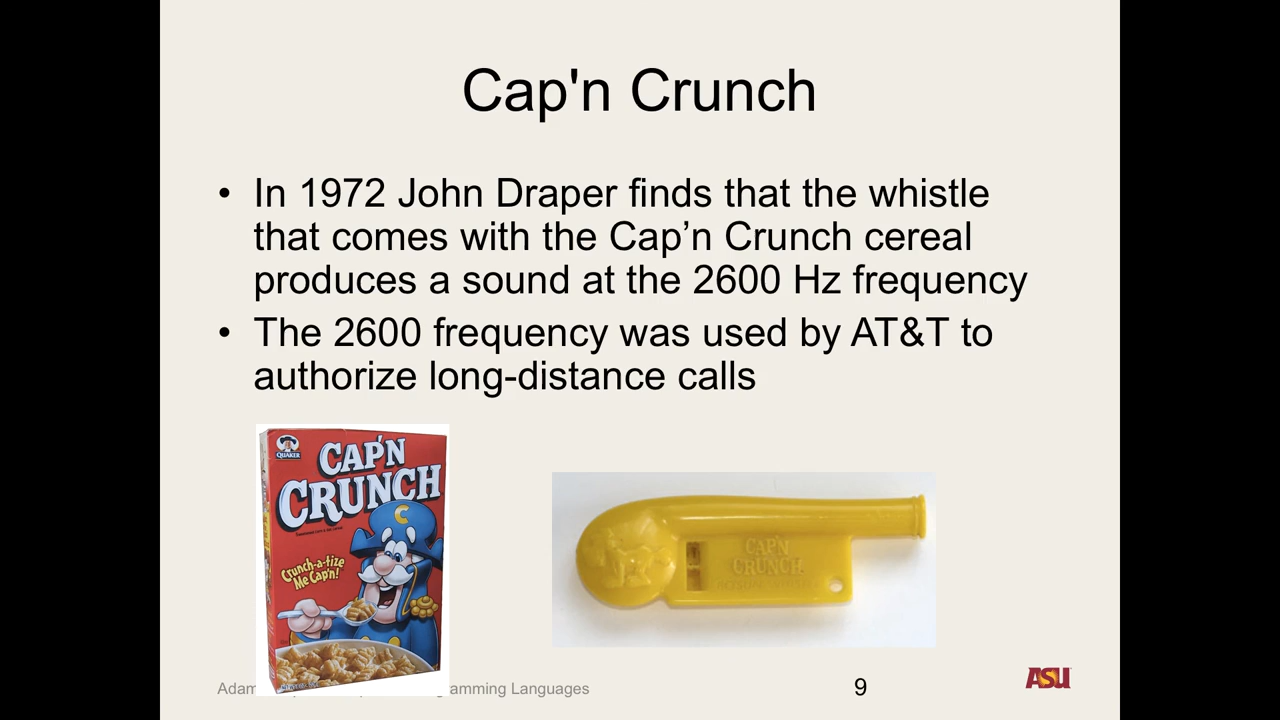 Cap'n Crunch
• In 1972 John Draper finds that the whistle
that comes with the Cap’n Crunch cereal
produces a sound at the 2600 Hz frequency
• The 2600 frequency was used by AT&T to
authorize long-distance calls
QUAKER
CAP'N
CRUNCH
C
Crunch-a-tize
Me Cap'n!
CAP'N
CRUNCH
Adam
mming Languages
9
ASU